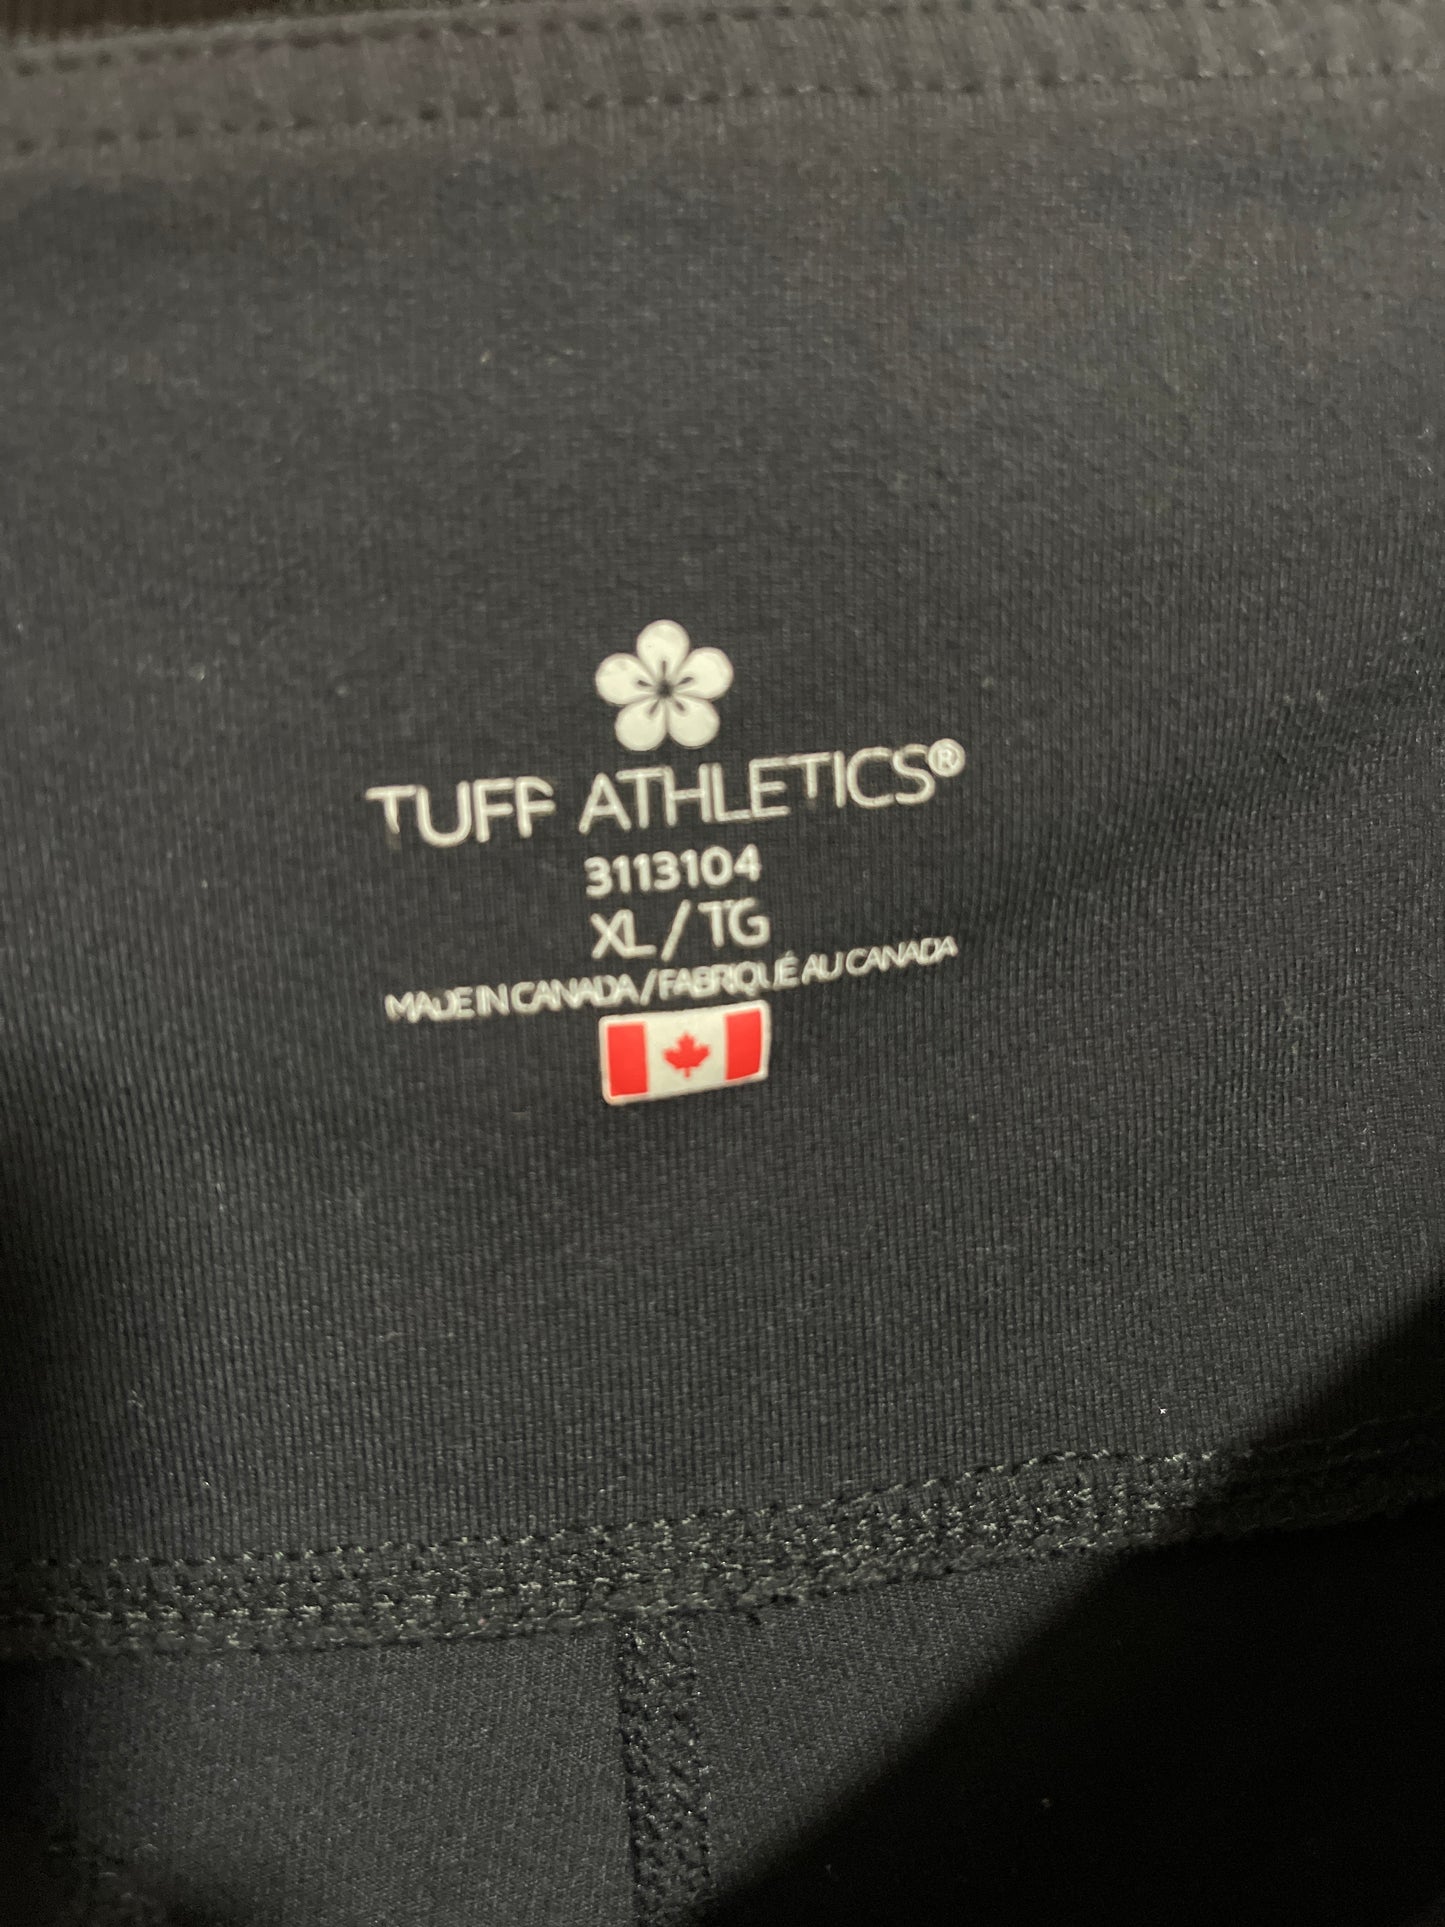 TUFF ATHLETICS®
3113104
XL / TG
MADE IN CANADA / FABRIQUÉ AU CANADA